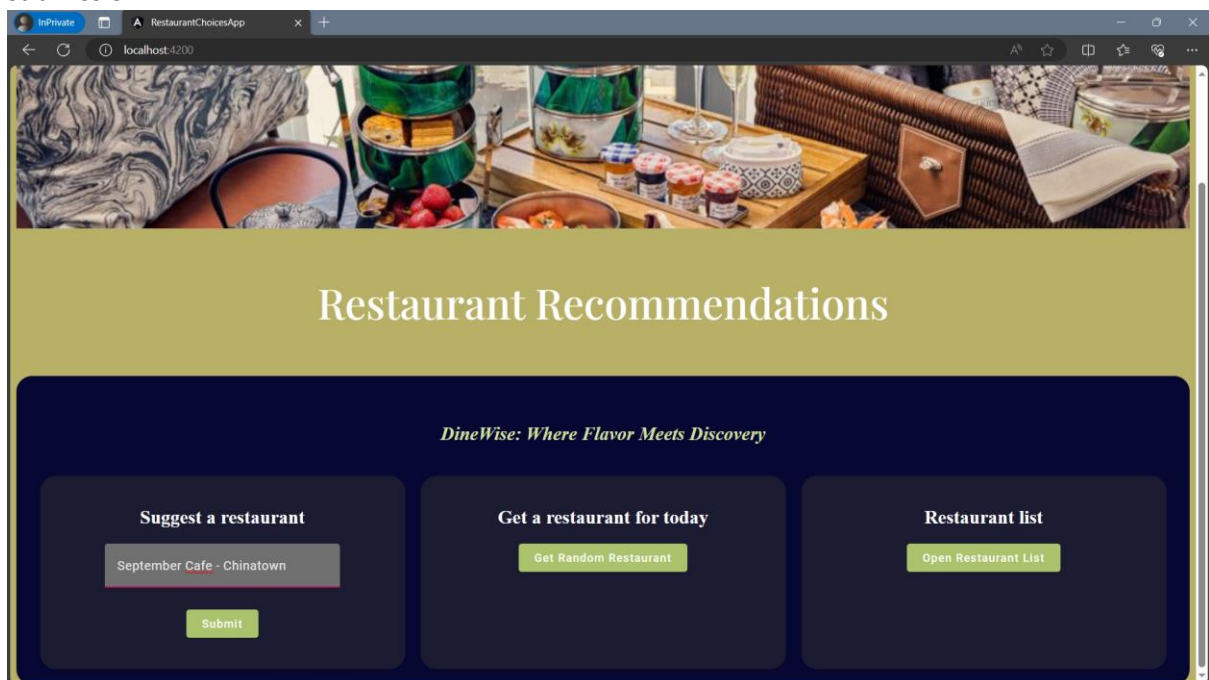 InPrivate
RestaurantChoicesApp
localhost:4200
Restaurant Recommendations
DineWise: Where Flavor Meets Discovery
Suggest a restaurant
September Cafe - Chinatown
Submit
Get a restaurant for today
Get Random Restaurant
Restaurant list
Open Restaurant List